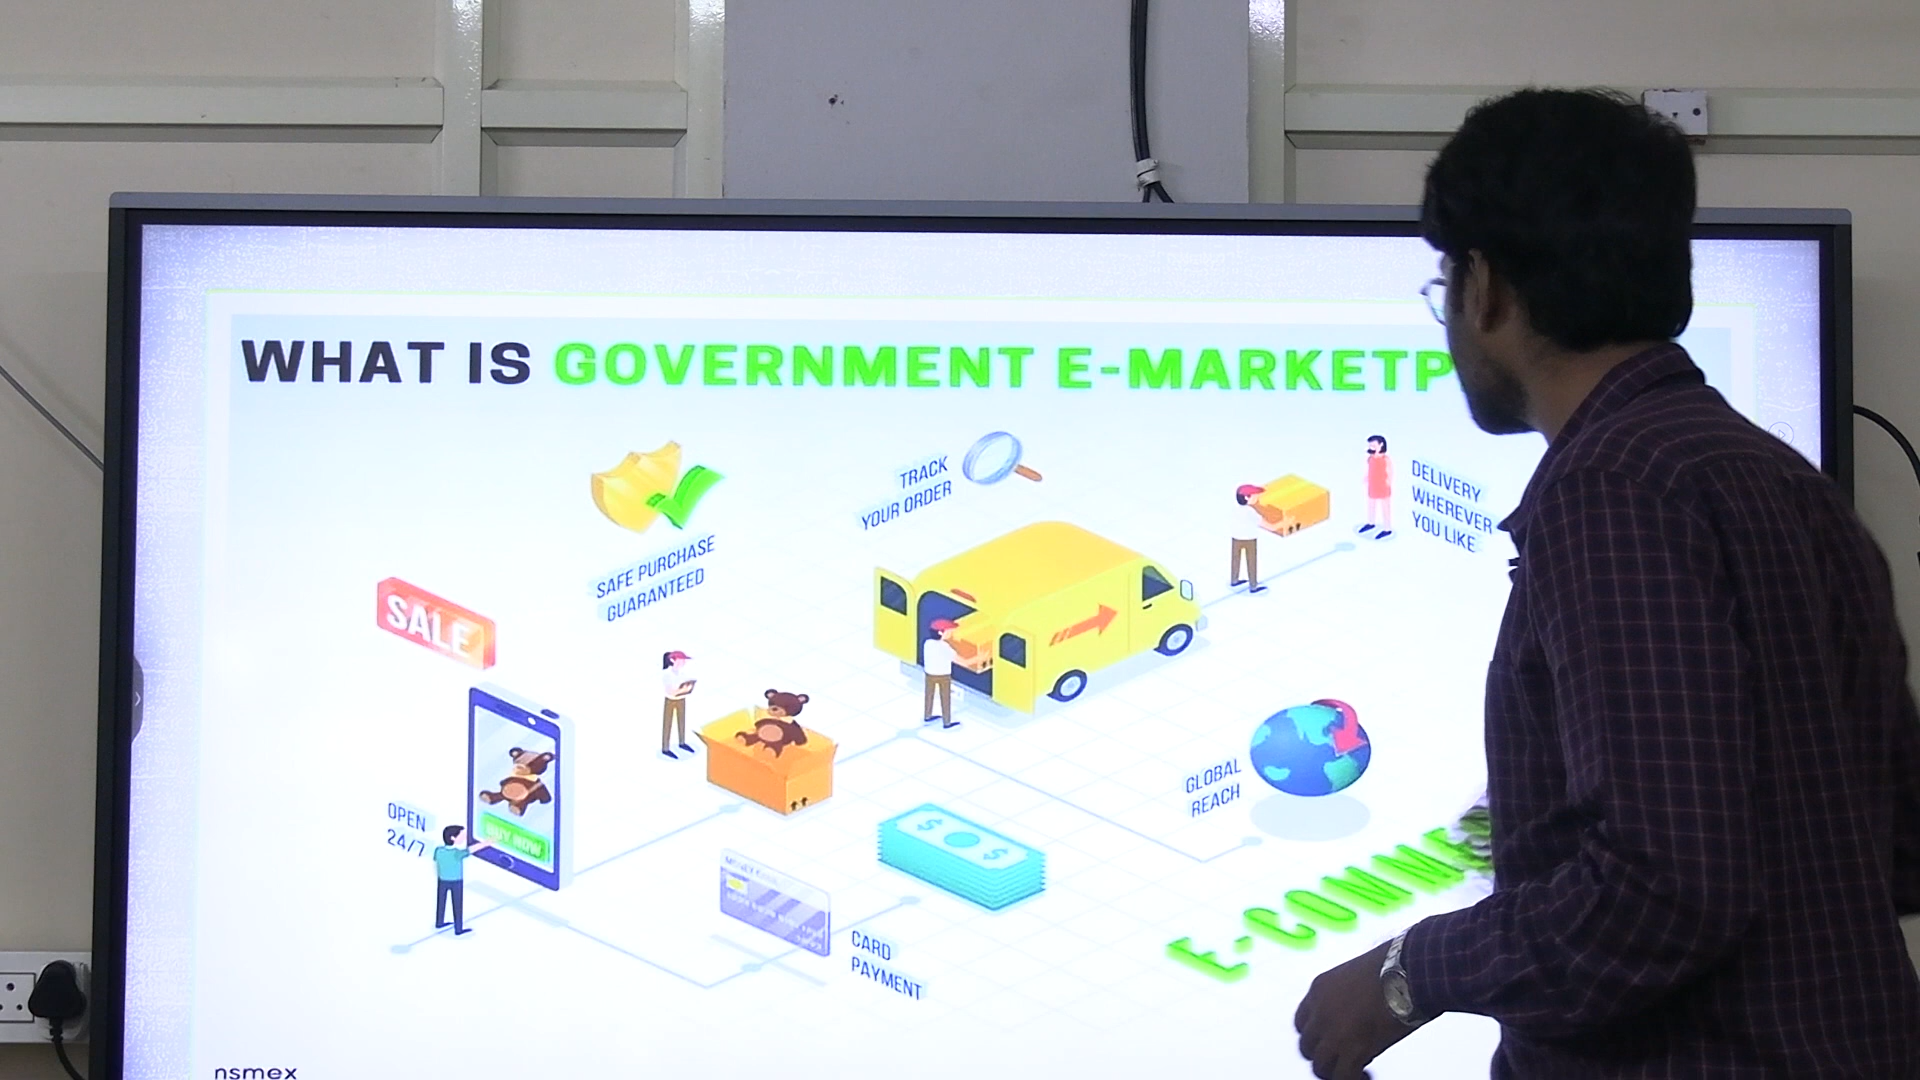 WHAT IS GOVERNMENT E-MARKETP
TRACK
YOUR ORDER
DELIVERY
WHEREVER
YOU LIKE
SAFE PURCHASE
GUARANTEED
SALE
OPEN
24/7
BUY NOW
GLOBAL
REACH
E-COMME
CARD
PAYMENT
nsmex